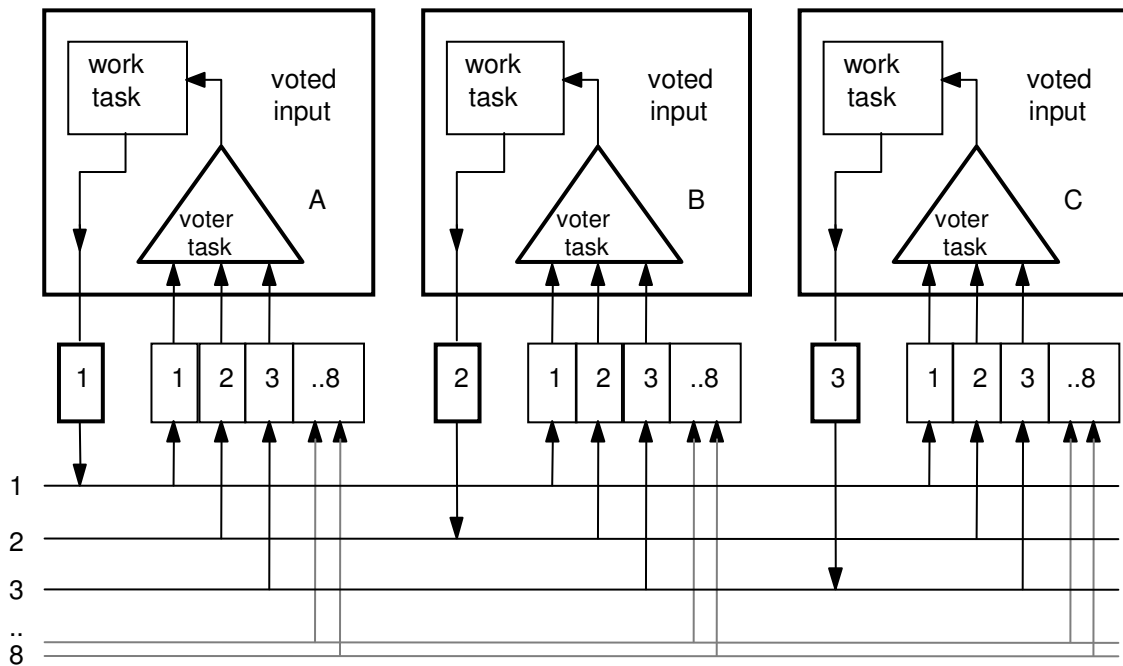 work
task
voted
input
A
voter
task
work
task
voted
input
B
voter
task
work
task
voted
input
C
voter
task
1
1
2
3
..8
2
1
2
3
..8
3
1
2
3
..8
1
2
3
..
8